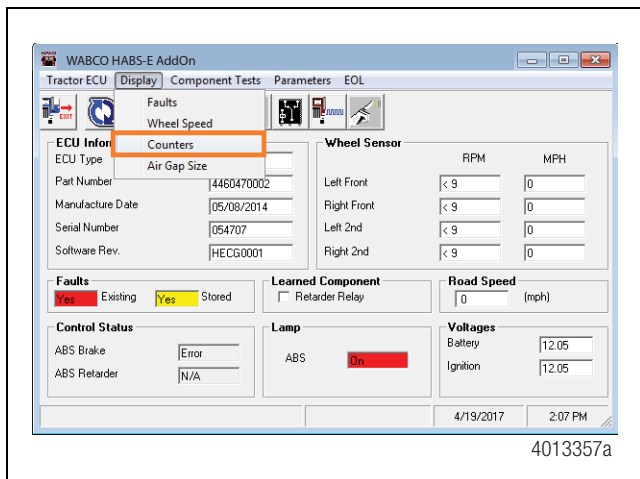 WABCO HABS-E AddOn
Tractor ECU Display Component Tests Parameters EOL
EXIT
Faults
Wheel Speed
Counters
Air Gap Size
ECU Infor
ECU Type
Part Number 4460470002
Manufacture Date 05/08/2014
Serial Number 054707
Software Rev. HECG0001
Wheel Sensor
RPM MPH
Left Front < 9 0
Right Front < 9 0
Left 2nd < 9 0
Right 2nd < 9 0
Faults
Yes Existing Yes Stored
Learned Component
Retarder Relay
Road Speed
0 (mph)
Control Status
ABS Brake Error
ABS Retarder N/A
Lamp
ABS On
Voltages
Battery 12.05
Ignition 12.05
4/19/2017 2:07 PM
4013357a